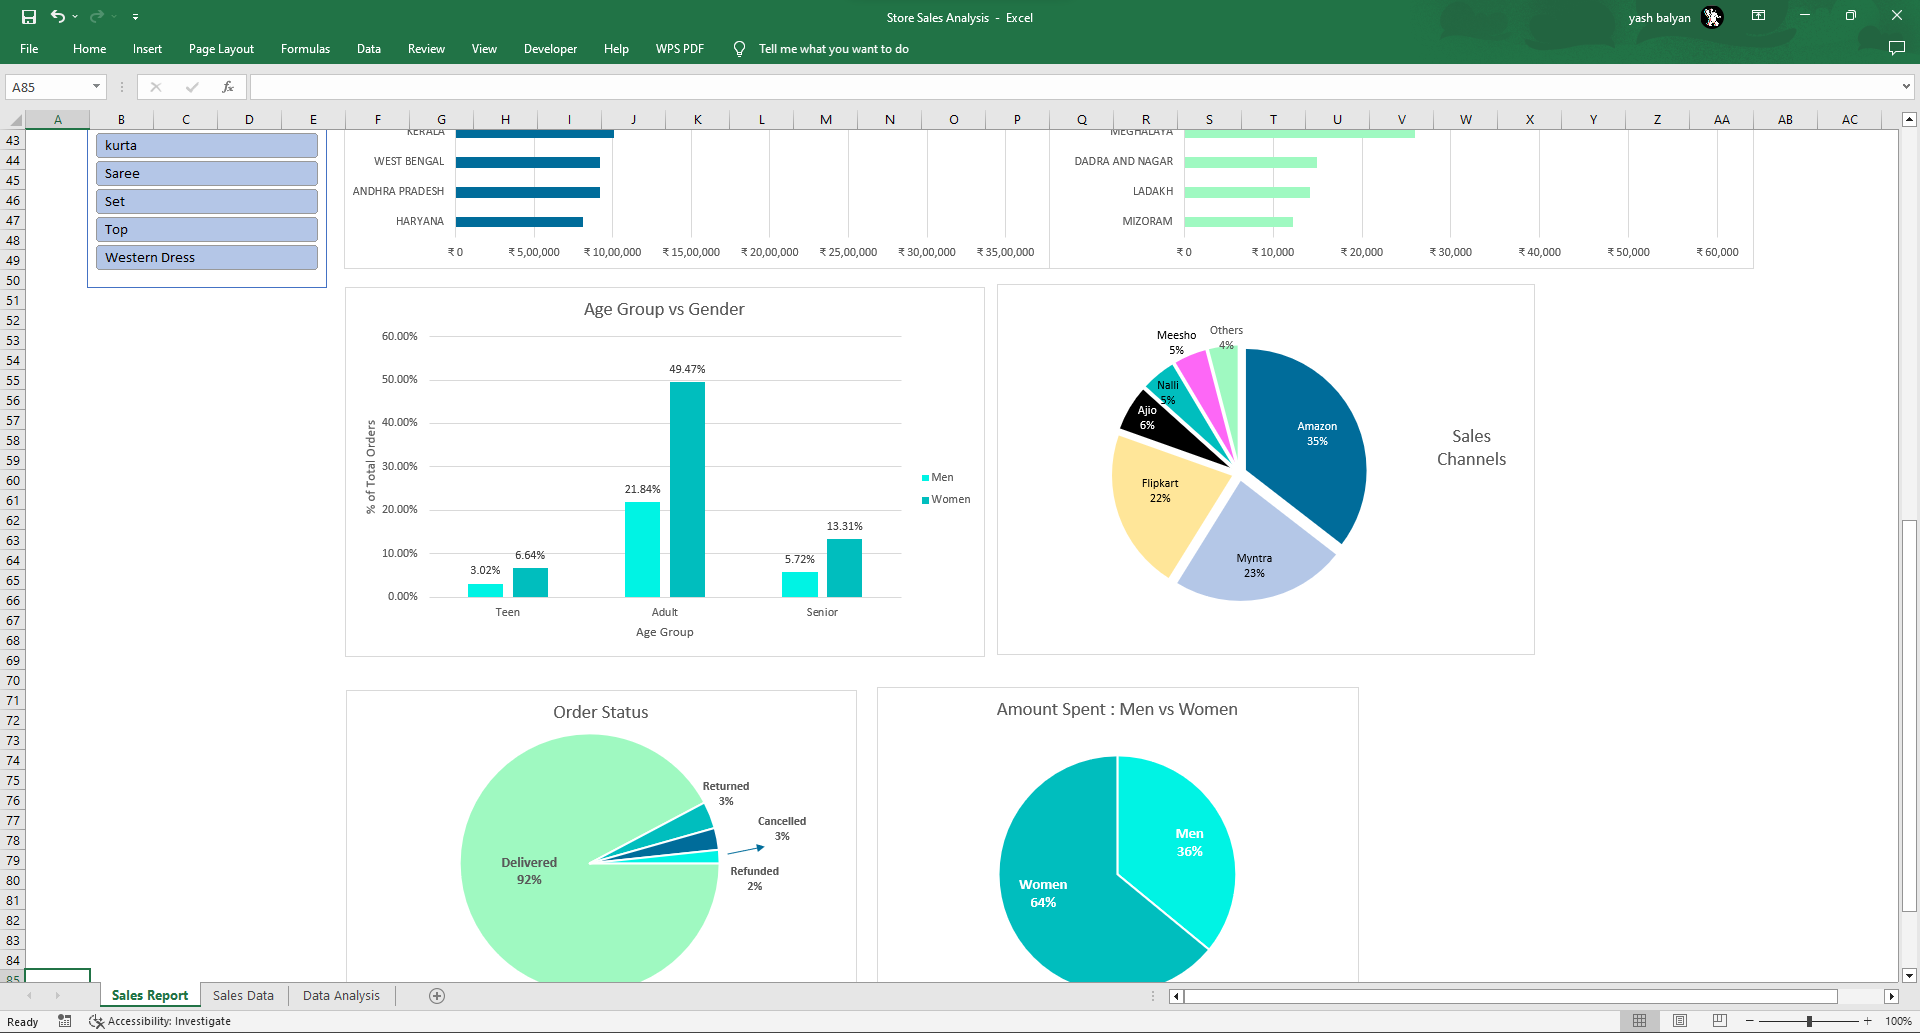 Store Sales Analysis - Excel
yash balyan
File Home Insert Page Layout Formulas Data Review View Developer Help WPS PDF Tell me what you want to do
A85
fx
A B C D E F G H I J K L M N O P Q R S T U V W X Y Z AA AB AC
43
44
45
46
47
48
49
50
51
52
53
54
55
56
57
58
59
60
61
62
63
64
65
66
67
68
69
70
71
72
73
74
75
76
77
78
79
80
81
82
83
84
85
kurta
Saree
Set
Top
Western Dress
KERALA
WEST BENGAL
ANDHRA PRADESH
HARYANA
₹ 0 ₹ 5,00,000 ₹ 10,00,000 ₹ 15,00,000 ₹ 20,00,000 ₹ 25,00,000 ₹ 30,00,000 ₹ 35,00,000
MEGHALAYA
DADRA AND NAGAR
LADAKH
MIZORAM
₹ 0 ₹ 10,000 ₹ 20,000 ₹ 30,000 ₹ 40,000 ₹ 50,000 ₹ 60,000
Age Group vs Gender
% of Total Orders
60.00%
50.00%
40.00%
30.00%
20.00%
10.00%
0.00%
3.02%
6.64%
21.84%
49.47%
5.72%
13.31%
Teen Adult Senior
Age Group
Men
Women
Sales
Channels
Amazon
35%
Myntra
23%
Flipkart
22%
Ajio
6%
Nalli
5%
Meesho
5%
Others
4%
Order Status
Delivered
92%
Returned
3%
Cancelled
3%
Refunded
2%
Amount Spent : Men vs Women
Men
36%
Women
64%
Sales Report Sales Data Data Analysis
Ready Accessibility: Investigate 100%